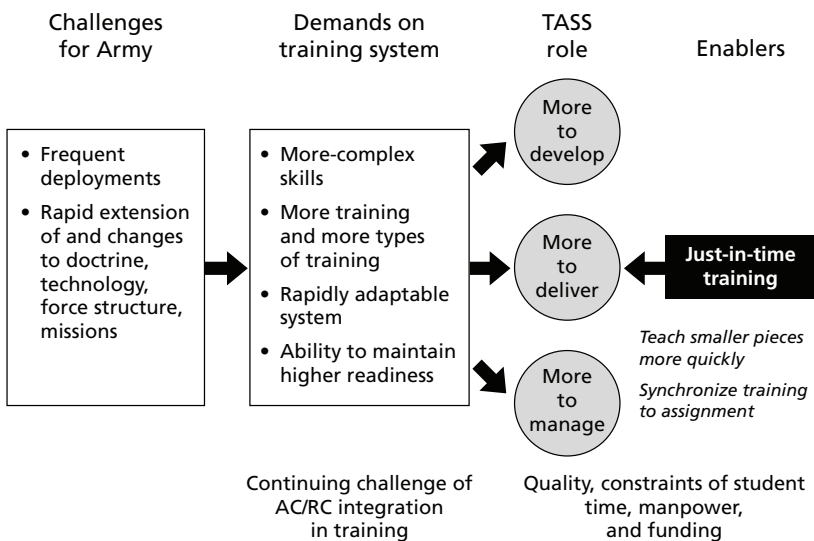 Challenges
for Army
Demands on
training system
TASS
role
Enablers
• Frequent
deployments
• Rapid extension
of and changes
to doctrine,
technology,
force structure,
missions
• More-complex
skills
• More training
and more types
of training
• Rapidly adaptable
system
• Ability to maintain
higher readiness
More
to
develop
More
to
deliver
More
to
manage
Just-in-time
training
Teach smaller pieces
more quickly
Synchronize training
to assignment
Continuing challenge of
AC/RC integration
in training
Quality, constraints of student
time, manpower,
and funding